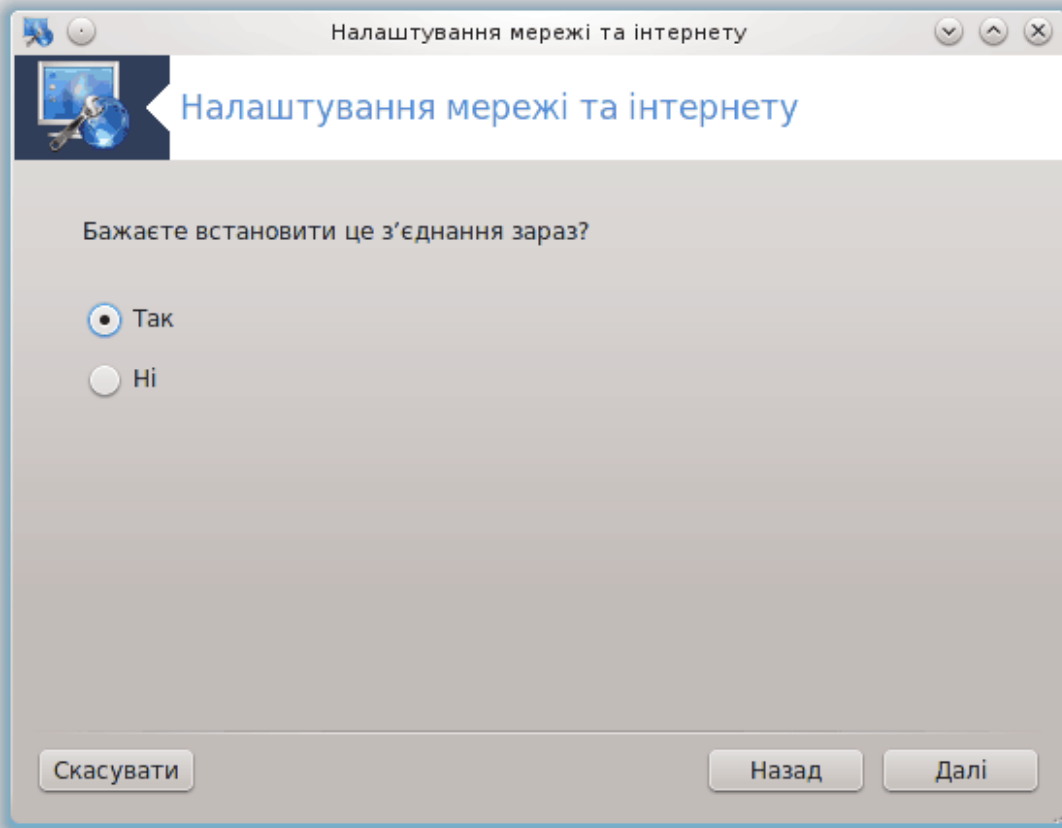 Налаштування мережі та інтернету
Налаштування мережі та інтернету
Бажаєте встановити це з’єднання зараз?
Так
Ні
Скасувати Назад Далі